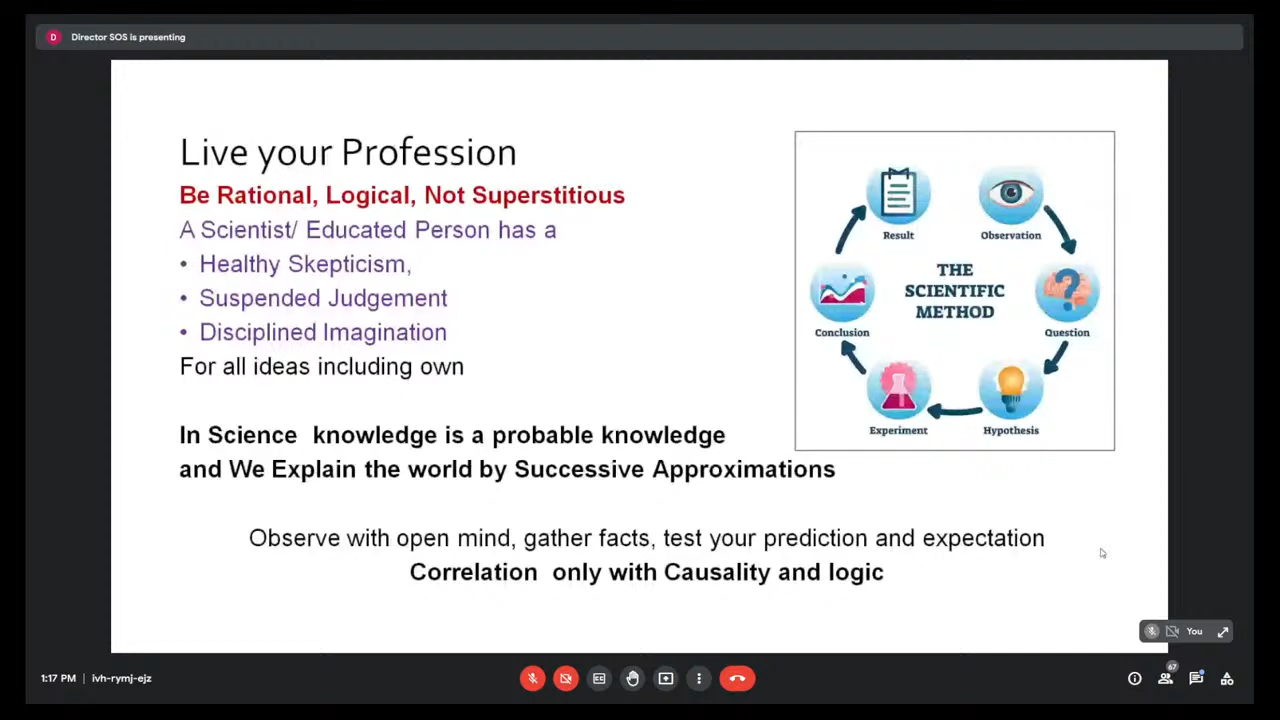 D Director SOS is presenting
Live your Profession
Be Rational, Logical, Not Superstitious
A Scientist/ Educated Person has a
• Healthy Skepticism,
• Suspended Judgement
• Disciplined Imagination
For all ideas including own
In Science knowledge is a probable knowledge
and We Explain the world by Successive Approximations
Observe with open mind, gather facts, test your prediction and expectation
Correlation only with Causality and logic
Result
Observation
THE
SCIENTIFIC
METHOD
Conclusion
Question
Experiment
Hypothesis
You
1:17 PM | ivh-rymj-ejz
67